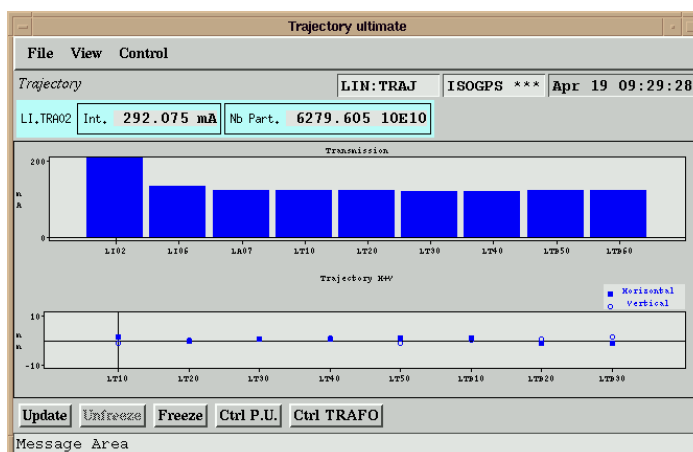 Trajectory ultimate
File View Control
Trajectory LIN:TRAJ ISOGPS *** Apr 19 09:29:28
LI.TRA02 Int. 292.075 mA Nb Part. 6279.605 10E10
Transmission
200
m
A
0
LI02 LI06 LA07 LT10 LT20 LT30 LT40 LTB50 LTB60
Trajectory H+V
Horizontal
Vertical
10
m
m
-10
LT10 LT20 LT30 LT40 LT50 LTB10 LTB20 LTB30
Update Unfreeze Freeze Ctrl P.U. Ctrl TRAFO
Message Area